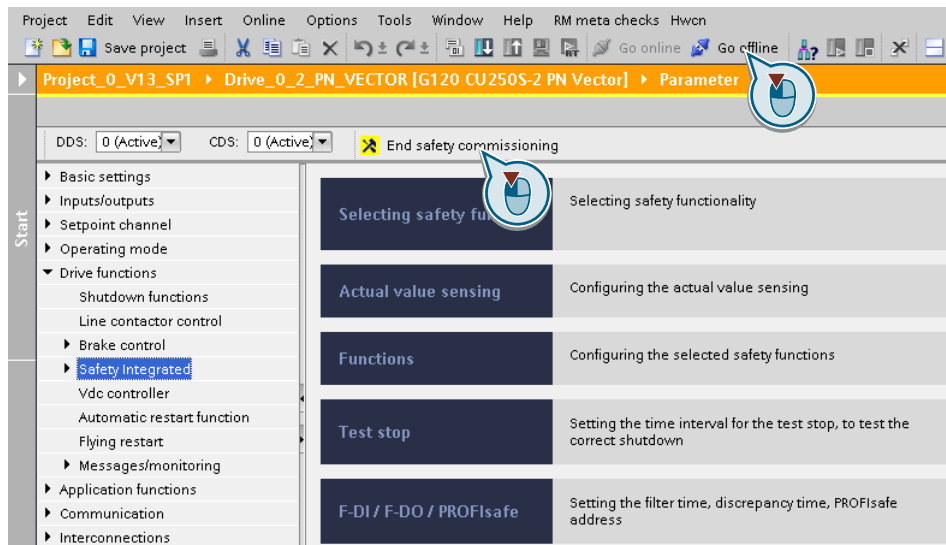 Project Edit View Insert Online Options Tools Window Help RM meta checks Hwcn
Save project Go online Go offline
Project_0_V13_SP1 Drive_0_2_PN_VECTOR [G120 CU250S-2 PN Vector] Parameter
DDS: 0 (Active) CDS: 0 (Active) End safety commissioning
Start
Basic settings
Inputs/outputs
Setpoint channel
Operating mode
Drive functions
Shutdown functions
Line contactor control
Brake control
Safety Integrated
Vdc controller
Automatic restart function
Flying restart
Messages/monitoring
Application functions
Communication
Interconnections
Selecting safety
Selecting safety functionality
Actual value sensing
Configuring the actual value sensing
Functions
Configuring the selected safety functions
Test stop
Setting the time interval for the test stop, to test the
correct shutdown
F-DI / F-DO / PROFIsafe
Setting the filter time, discrepancy time, PROFIsafe
address